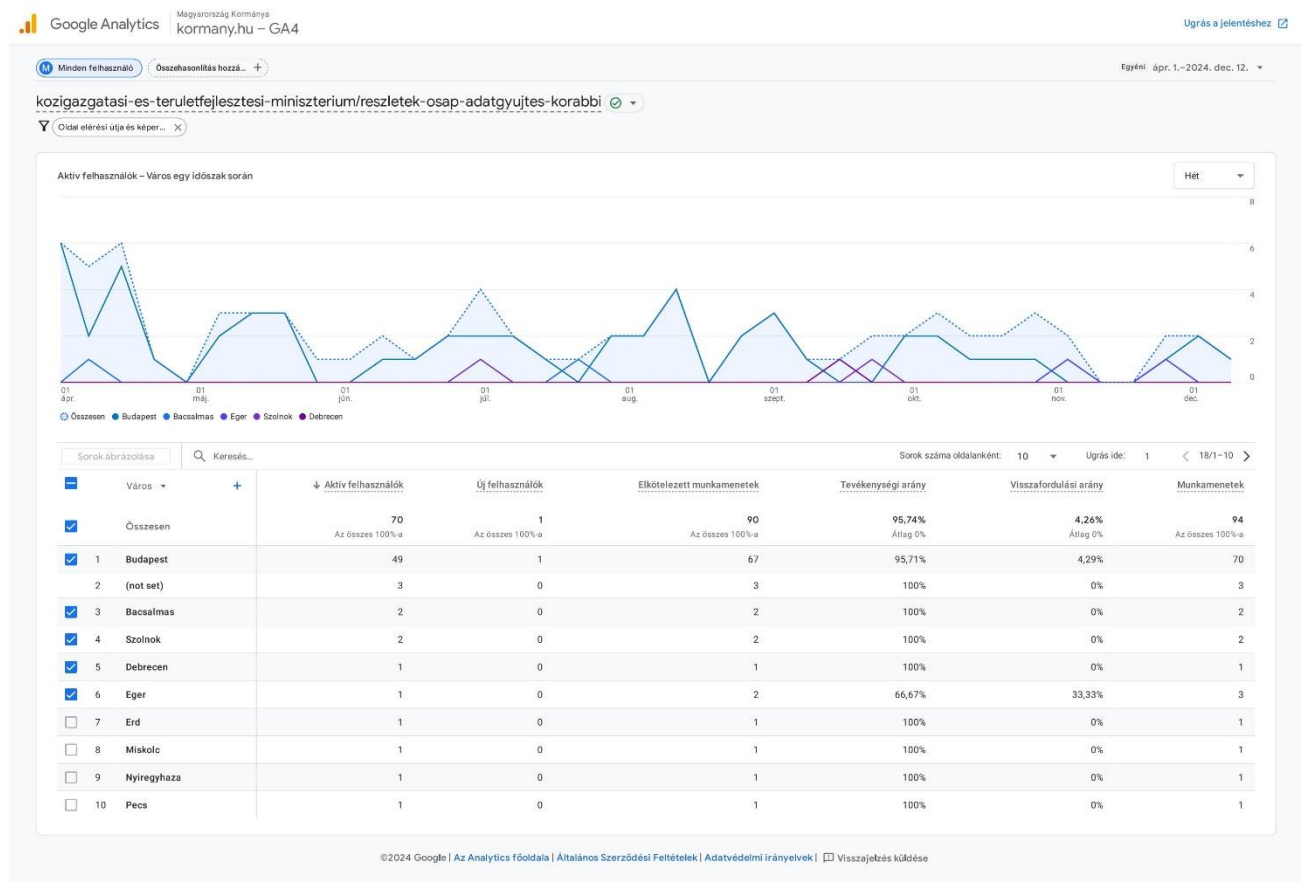 Google Analytics
Magyarország Kormánya
kormany.hu – GA4
Ugrás a jelentéshez
M Minden felhasználó
Összehasonlítás hozzá... +
Egyéni ápr. 1.–2024. dec. 12.
kozigazgatasi-es-teruletfejlesztesi-miniszterium/reszletek-osap-adatgyujtes-korabbi
Oldal elérési útja és képer... X
Aktív felhasználók – Város egy időszak során
Hét
8
6
4
2
0
01 ápr.
01 máj.
01 jún.
01 júl.
01 aug.
01 szept.
01 okt.
01 nov.
01 dec.
Összesen Budapest Bacsalmas Eger Szolnok Debrecen
Sorok ábrázolása
Keresés...
Sorok száma oldalanként: 10
Ugrás ide: 1
< 18/1–10 >
Város + ↓ Aktív felhasználók Új felhasználók Elkötelezett munkamenetek Tevékenységi arány Visszafordulási arány Munkamenetek
Összesen 70 1 90 95,74% 4,26% 94
Az összes 100%-a Az összes 100%-a Az összes 100%-a Átlag 0% Átlag 0% Az összes 100%-a
1 Budapest 49 1 67 95,71% 4,29% 70
2 (not set) 3 0 3 100% 0% 3
3 Bacsalmas 2 0 2 100% 0% 2
4 Szolnok 2 0 2 100% 0% 2
5 Debrecen 1 0 1 100% 0% 1
6 Eger 1 0 2 66,67% 33,33% 3
7 Erd 1 0 1 100% 0% 1
8 Miskolc 1 0 1 100% 0% 1
9 Nyiregyhaza 1 0 1 100% 0% 1
10 Pecs 1 0 1 100% 0% 1
©2024 Google | Az Analytics főoldala | Általános Szerződési Feltételek | Adatvédelmi irányelvek | Visszajelzés küldése